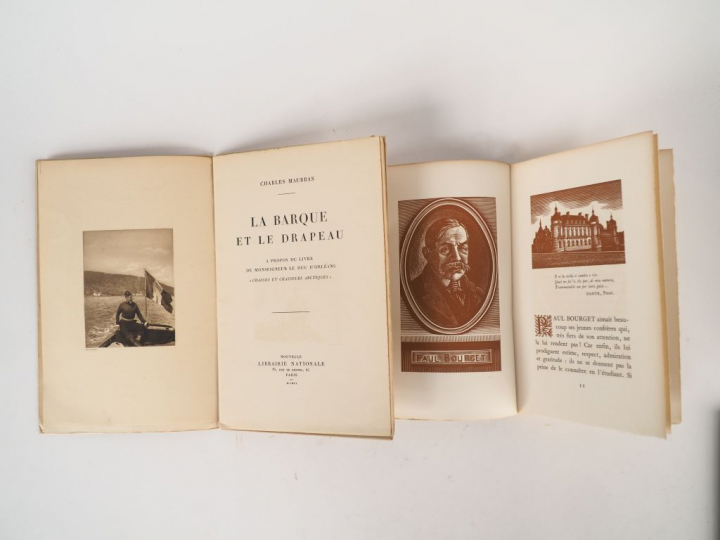 CHARLES MAURRAS
LA BARQUE
ET LE DRAPEAU
A PROPOS DU LIVRE
DE MONSEIGNEUR LE DUC D'ORLÉANS
« CHASSES ET CHASSEURS ARCTIQUES »
NOUVELLE
LIBRAIRIE NATIONALE
PARIS
PAUL BOURGET
PAUL BOURGET aimait beau-
coup ses jeunes confrères qui,
très fiers de son attention, ne
la lui rendent pas! Car enfin, ils lui
prodiguent estime, respect, admiration
et gratitude : ils ne se donnent pas la
peine de le connaître en l'étudiant. Si